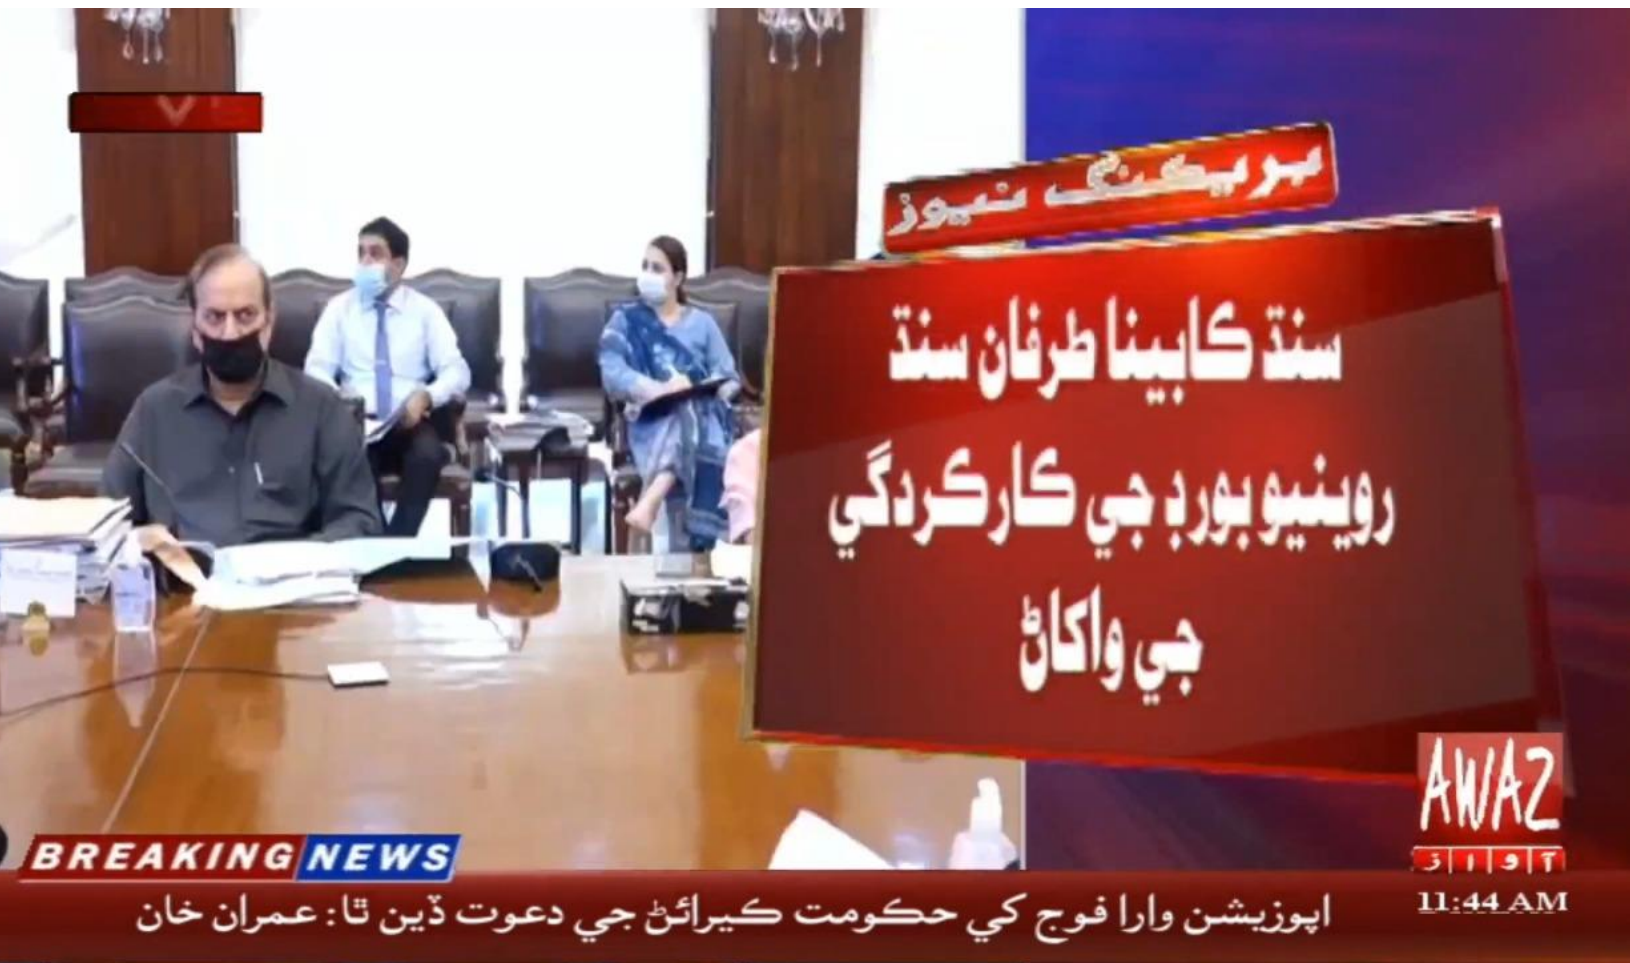 بريڪنگ نيوز
سنڌ ڪابينا طرفان سنڌ
روينيو بورڊ جي ڪارڪردگي
جي واکاڻ
AWAZ
آواز
11:44 AM
BREAKING NEWS
اپوزيشن وارا فوج کي حڪومت ڪيرائڻ جي دعوت ڏين ٿا: عمران خان